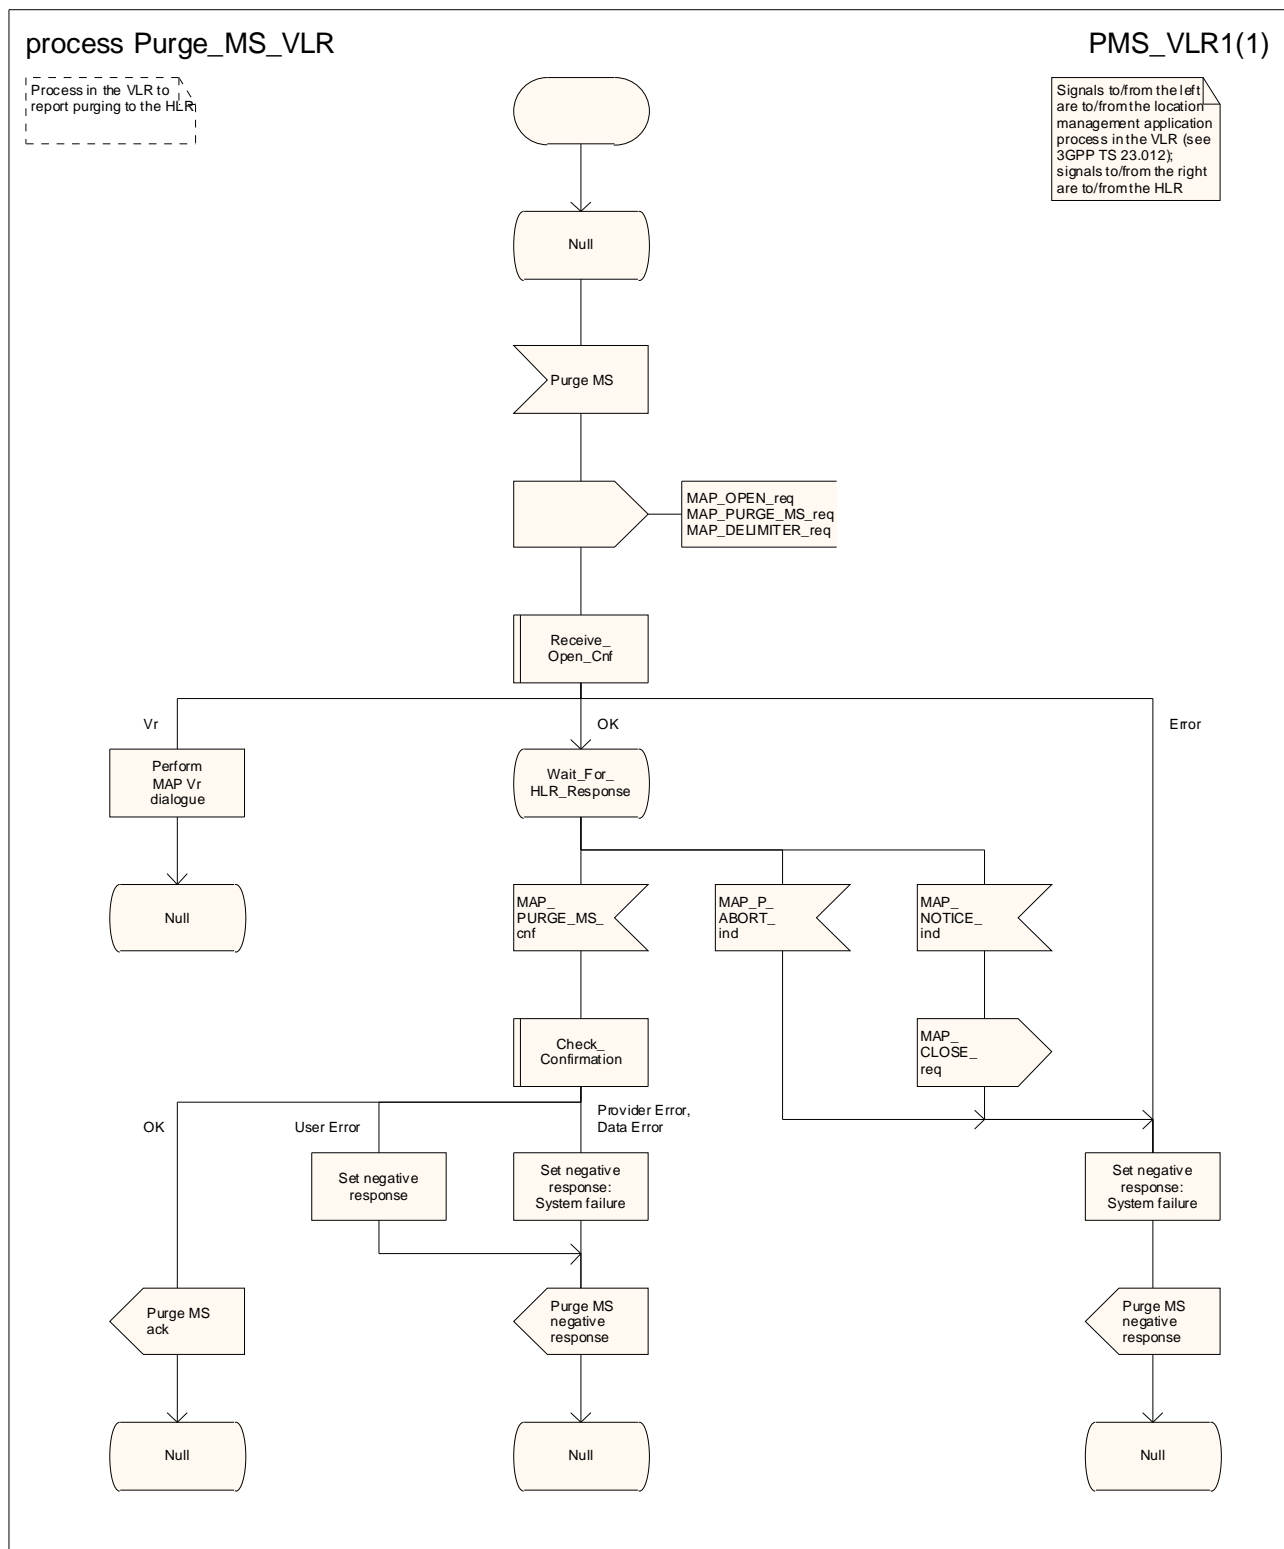 process Purge_MS_VLR
PMS_VLR1(1)
Process in the VLR to
report purging to the HLR
Signals to/from the left
are to/from the location
management application
process in the VLR (see
3GPP TS 23.012);
signals to/from the right
are to/from the HLR
Null
Purge MS
MAP_OPEN_req
MAP_PURGE_MS_req
MAP_DELIMITER_req
Receive_
Open_Cnf
Vr
OK
Error
Perform
MAP Vr
dialogue
Wait_For_
HLR_Response
Null
MAP_
PURGE_MS_
cnf
MAP_P_
ABORT_
ind
MAP_
NOTICE_
ind
Check_
Confirmation
MAP_
CLOSE_
req
OK
User Error
Provider Error,
Data Error
Set negative
response
Set negative
response:
System failure
Set negative
response:
System failure
Purge MS
ack
Purge MS
negative
response
Purge MS
negative
response
Null
Null
Null